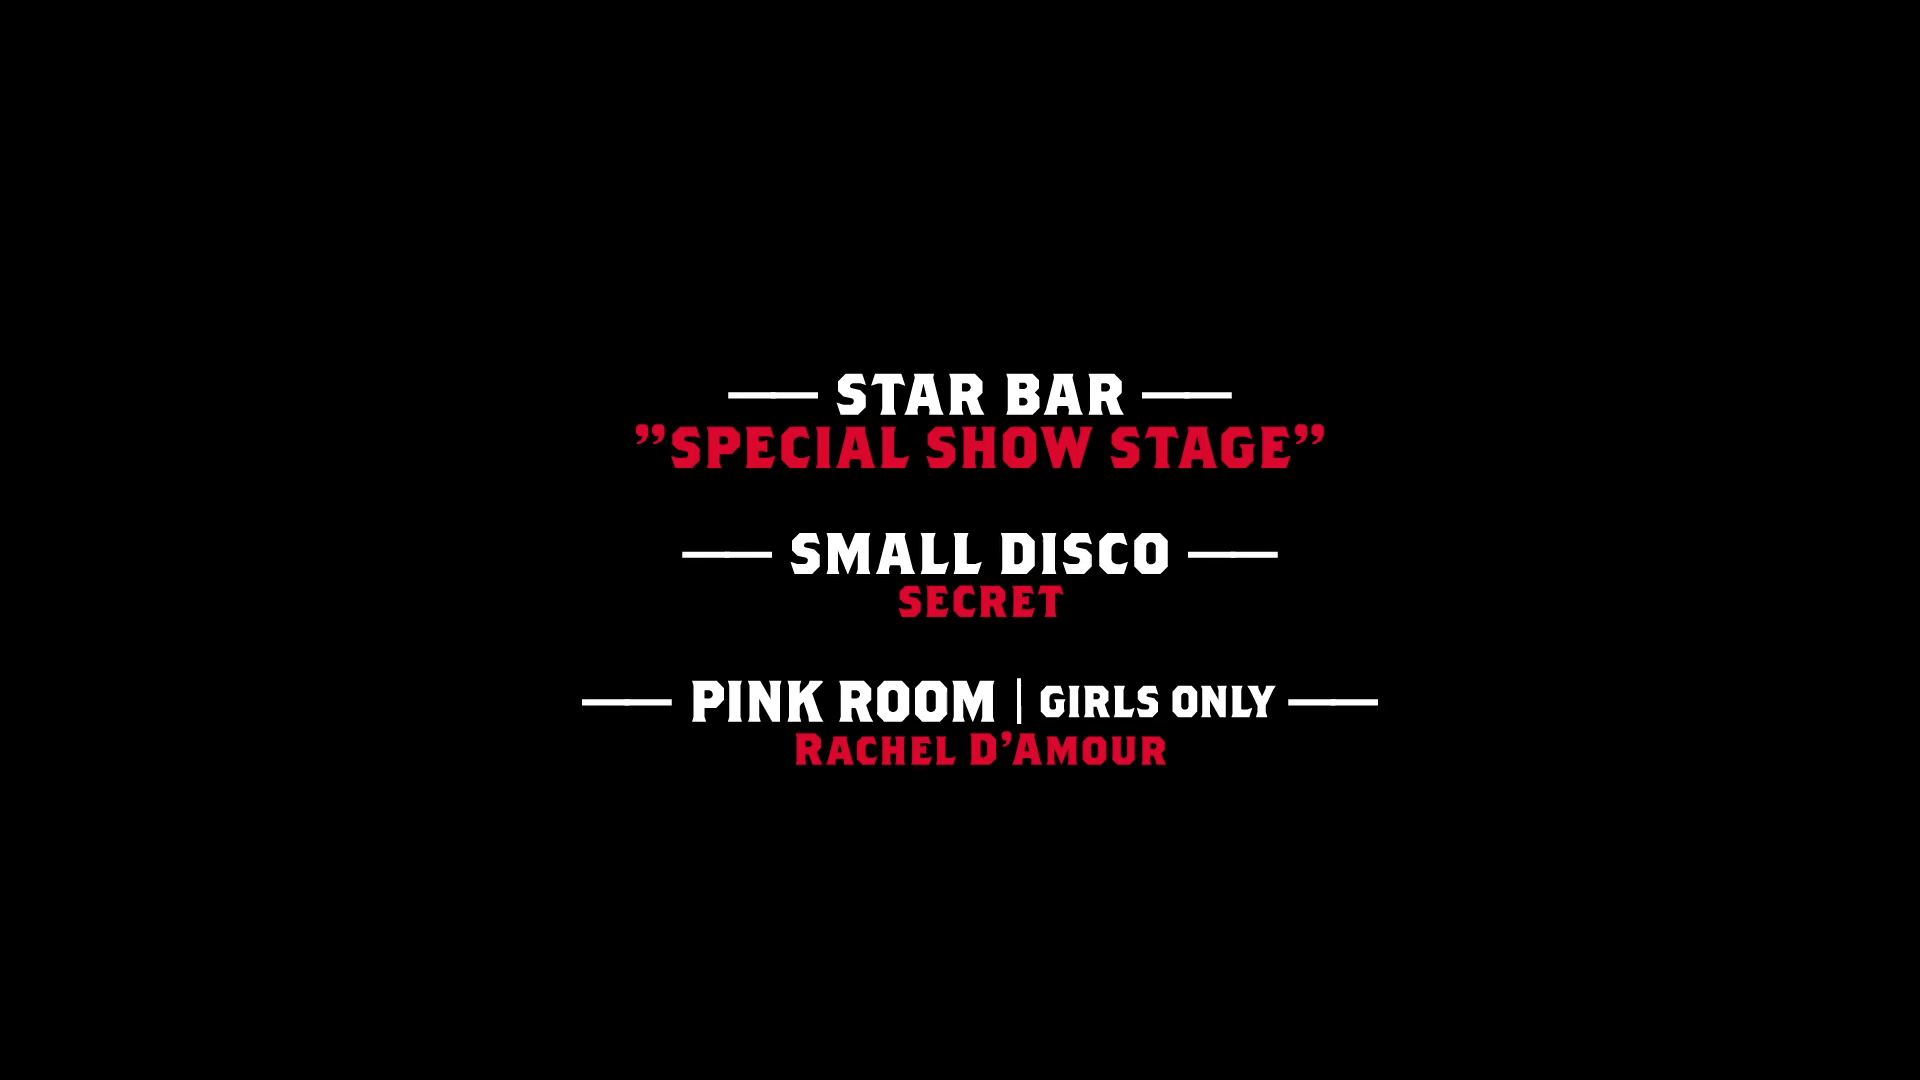 STAR BAR
”SPECIAL SHOW STAGE”
SMALL DISCO
SECRET
PINK ROOM | GIRLS ONLY
RACHEL D’AMOUR